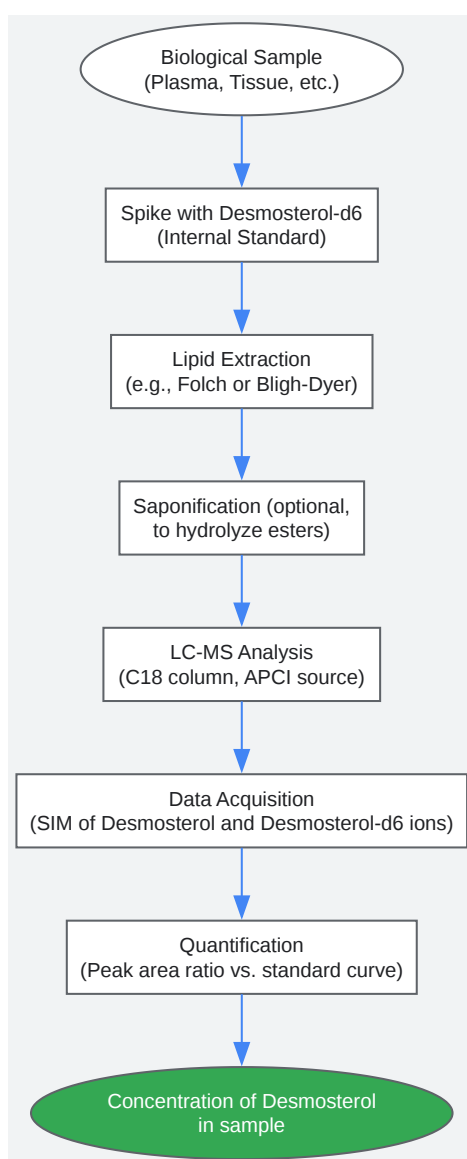 Biological Sample
(Plasma, Tissue, etc.)
Spike with Desmosterol-d6
(Internal Standard)
Lipid Extraction
(e.g., Folch or Bligh-Dyer)
Saponification (optional,
to hydrolyze esters)
LC-MS Analysis
(C18 column, APCI source)
Data Acquisition
(SIM of Desmosterol and Desmosterol-d6 ions)
Quantification
(Peak area ratio vs. standard curve)
Concentration of Desmosterol
in sample